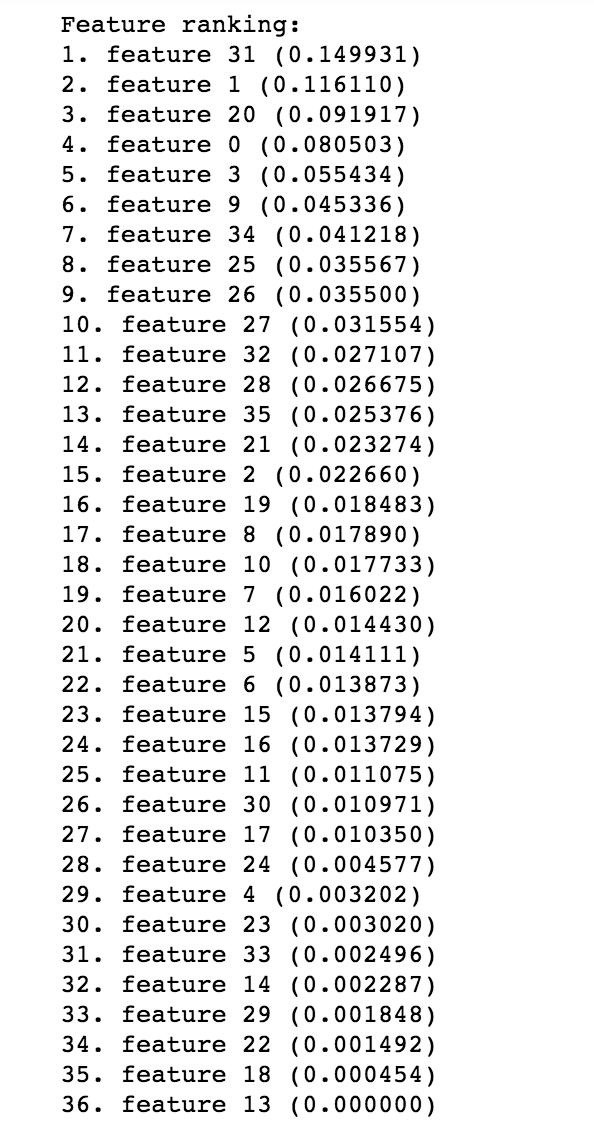 Feature ranking:
1. feature 31 (0.149931)
2. feature 1 (0.116110)
3. feature 20 (0.091917)
4. feature 0 (0.080503)
5. feature 3 (0.055434)
6. feature 9 (0.045336)
7. feature 34 (0.041218)
8. feature 25 (0.035567)
9. feature 26 (0.035500)
10. feature 27 (0.031554)
11. feature 32 (0.027107)
12. feature 28 (0.026675)
13. feature 35 (0.025376)
14. feature 21 (0.023274)
15. feature 2 (0.022660)
16. feature 19 (0.018483)
17. feature 8 (0.017890)
18. feature 10 (0.017733)
19. feature 7 (0.016022)
20. feature 12 (0.014430)
21. feature 5 (0.014111)
22. feature 6 (0.013873)
23. feature 15 (0.013794)
24. feature 16 (0.013729)
25. feature 11 (0.011075)
26. feature 30 (0.010971)
27. feature 17 (0.010350)
28. feature 24 (0.004577)
29. feature 4 (0.003202)
30. feature 23 (0.003020)
31. feature 33 (0.002496)
32. feature 14 (0.002287)
33. feature 29 (0.001848)
34. feature 22 (0.001492)
35. feature 18 (0.000454)
36. feature 13 (0.000000)